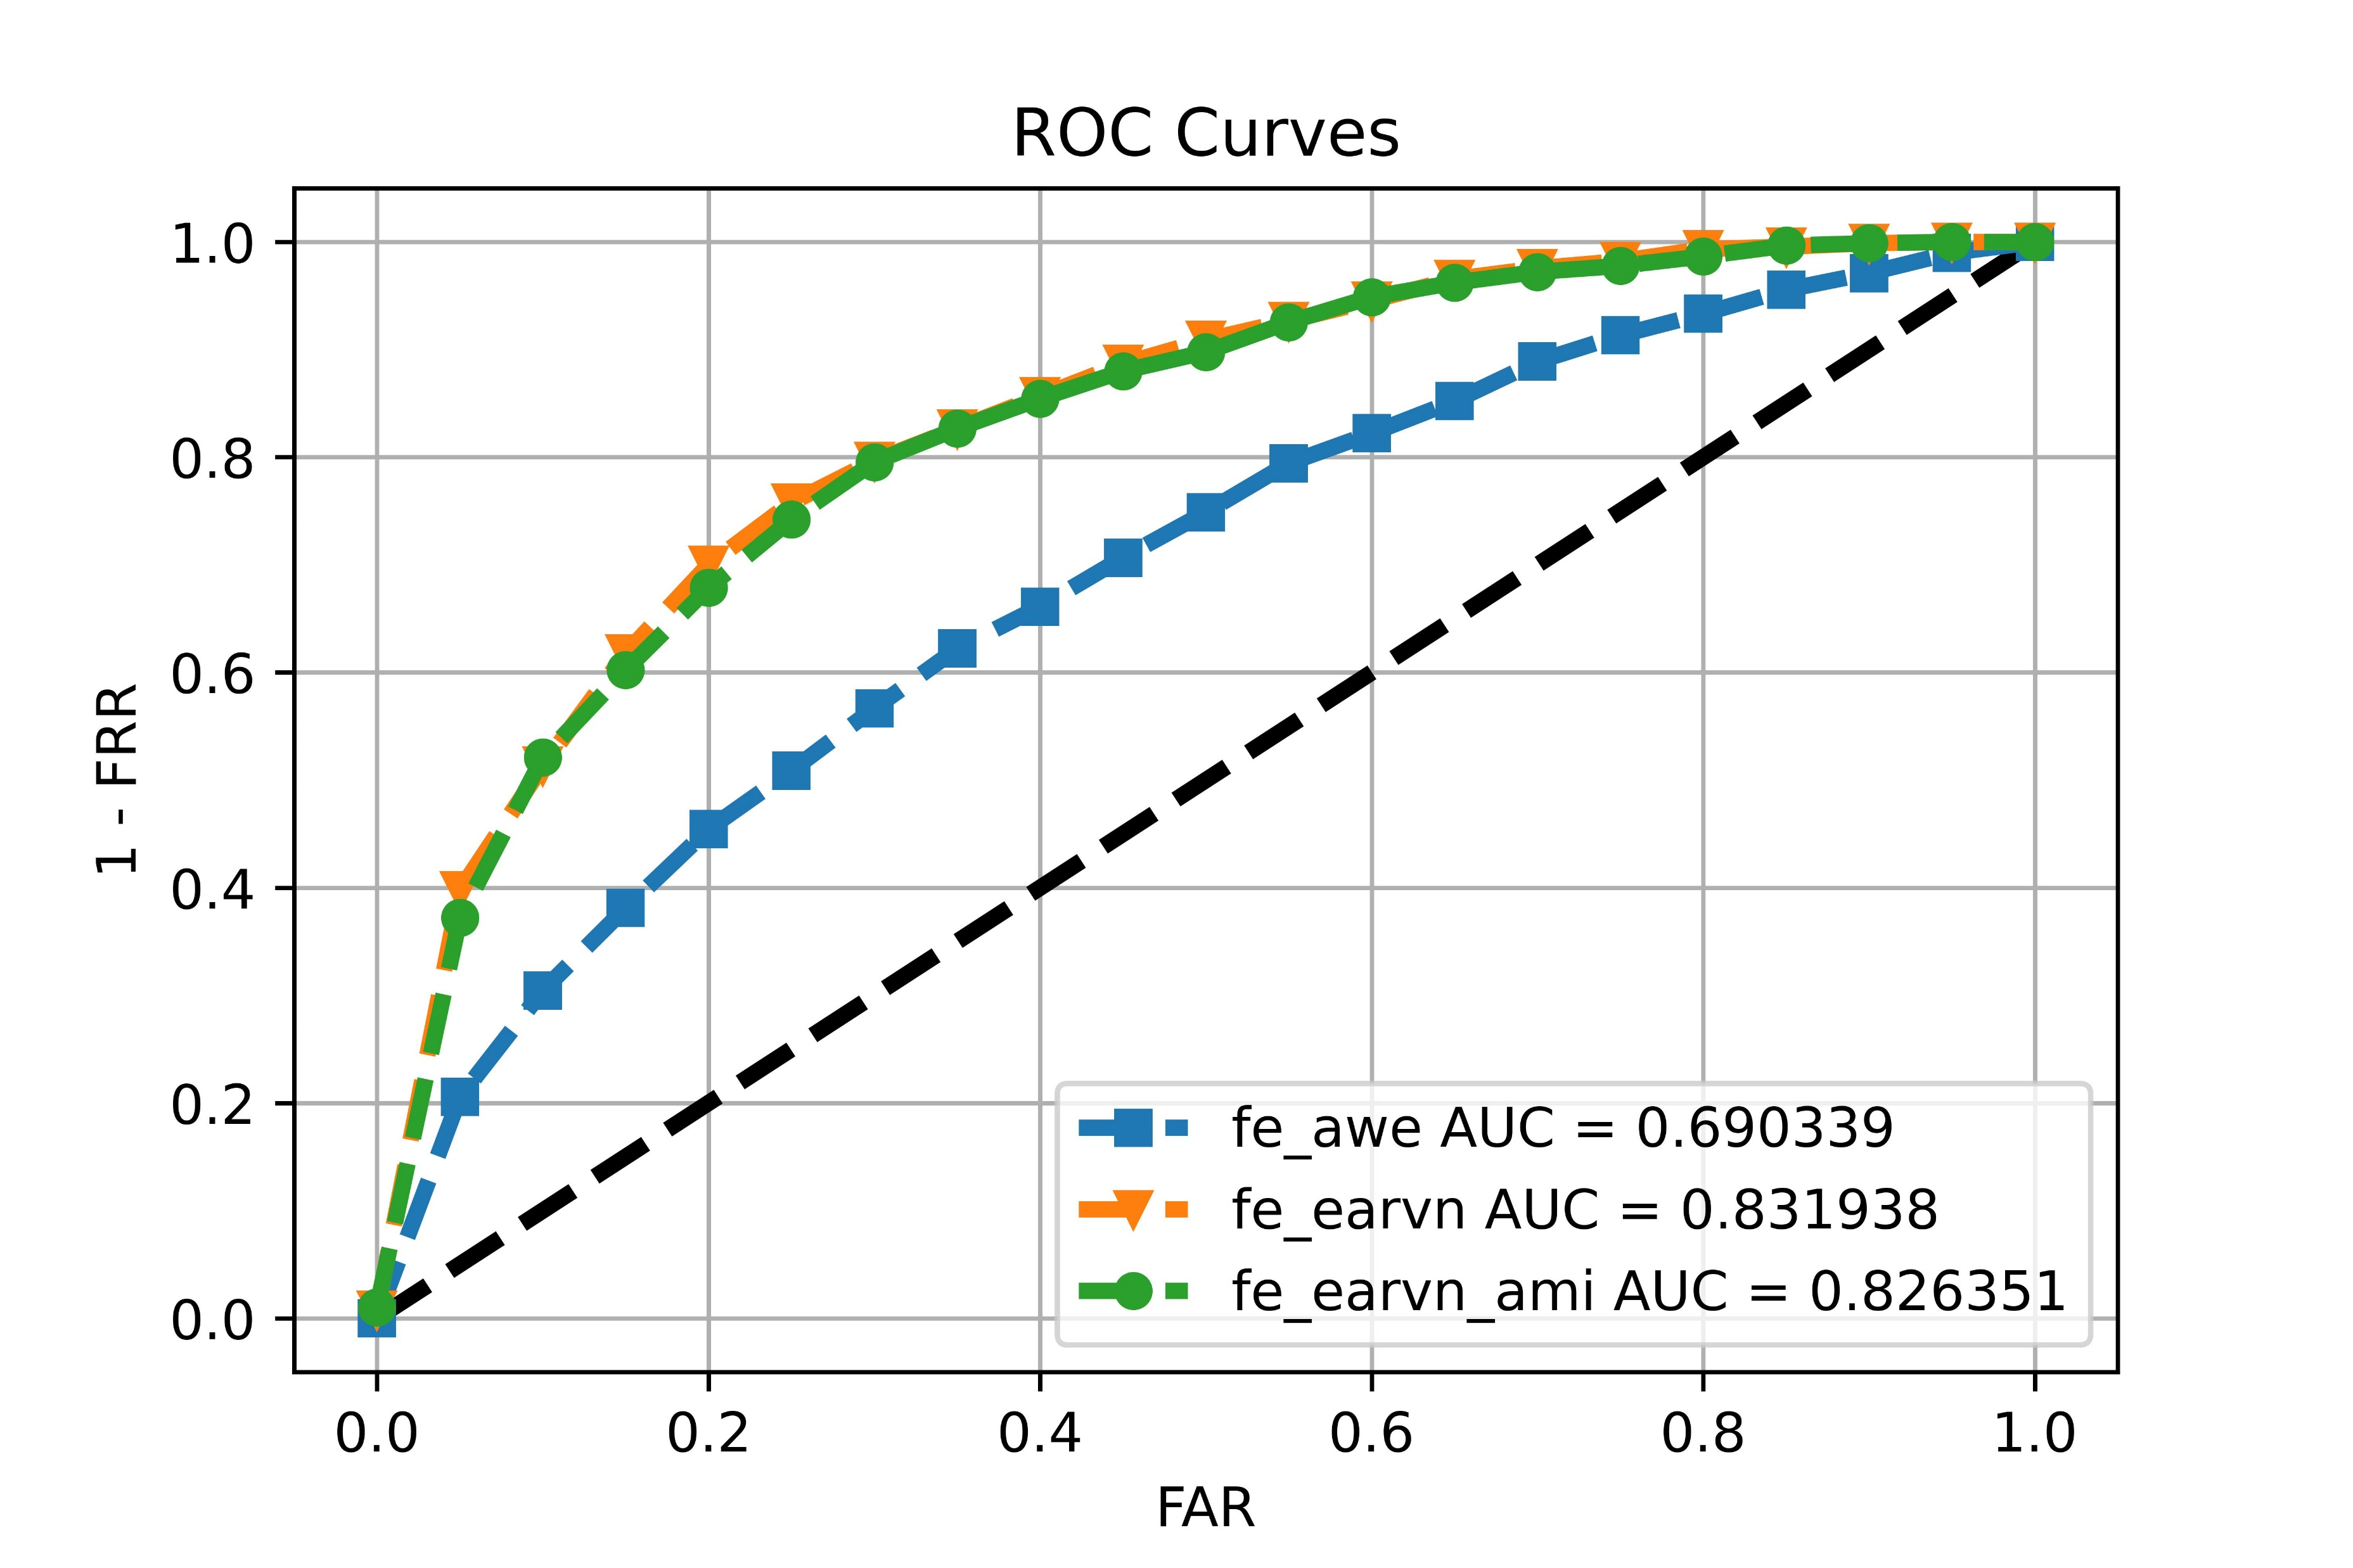 ROC Curves
1.0
0.8
0.6
0.4
0.2
0.0
1 - FRR
fe_awe AUC = 0.690339
fe_earvn AUC = 0.831938
fe_earvn_ami AUC = 0.826351
0.0 0.2 0.4 0.6 0.8 1.0
FAR